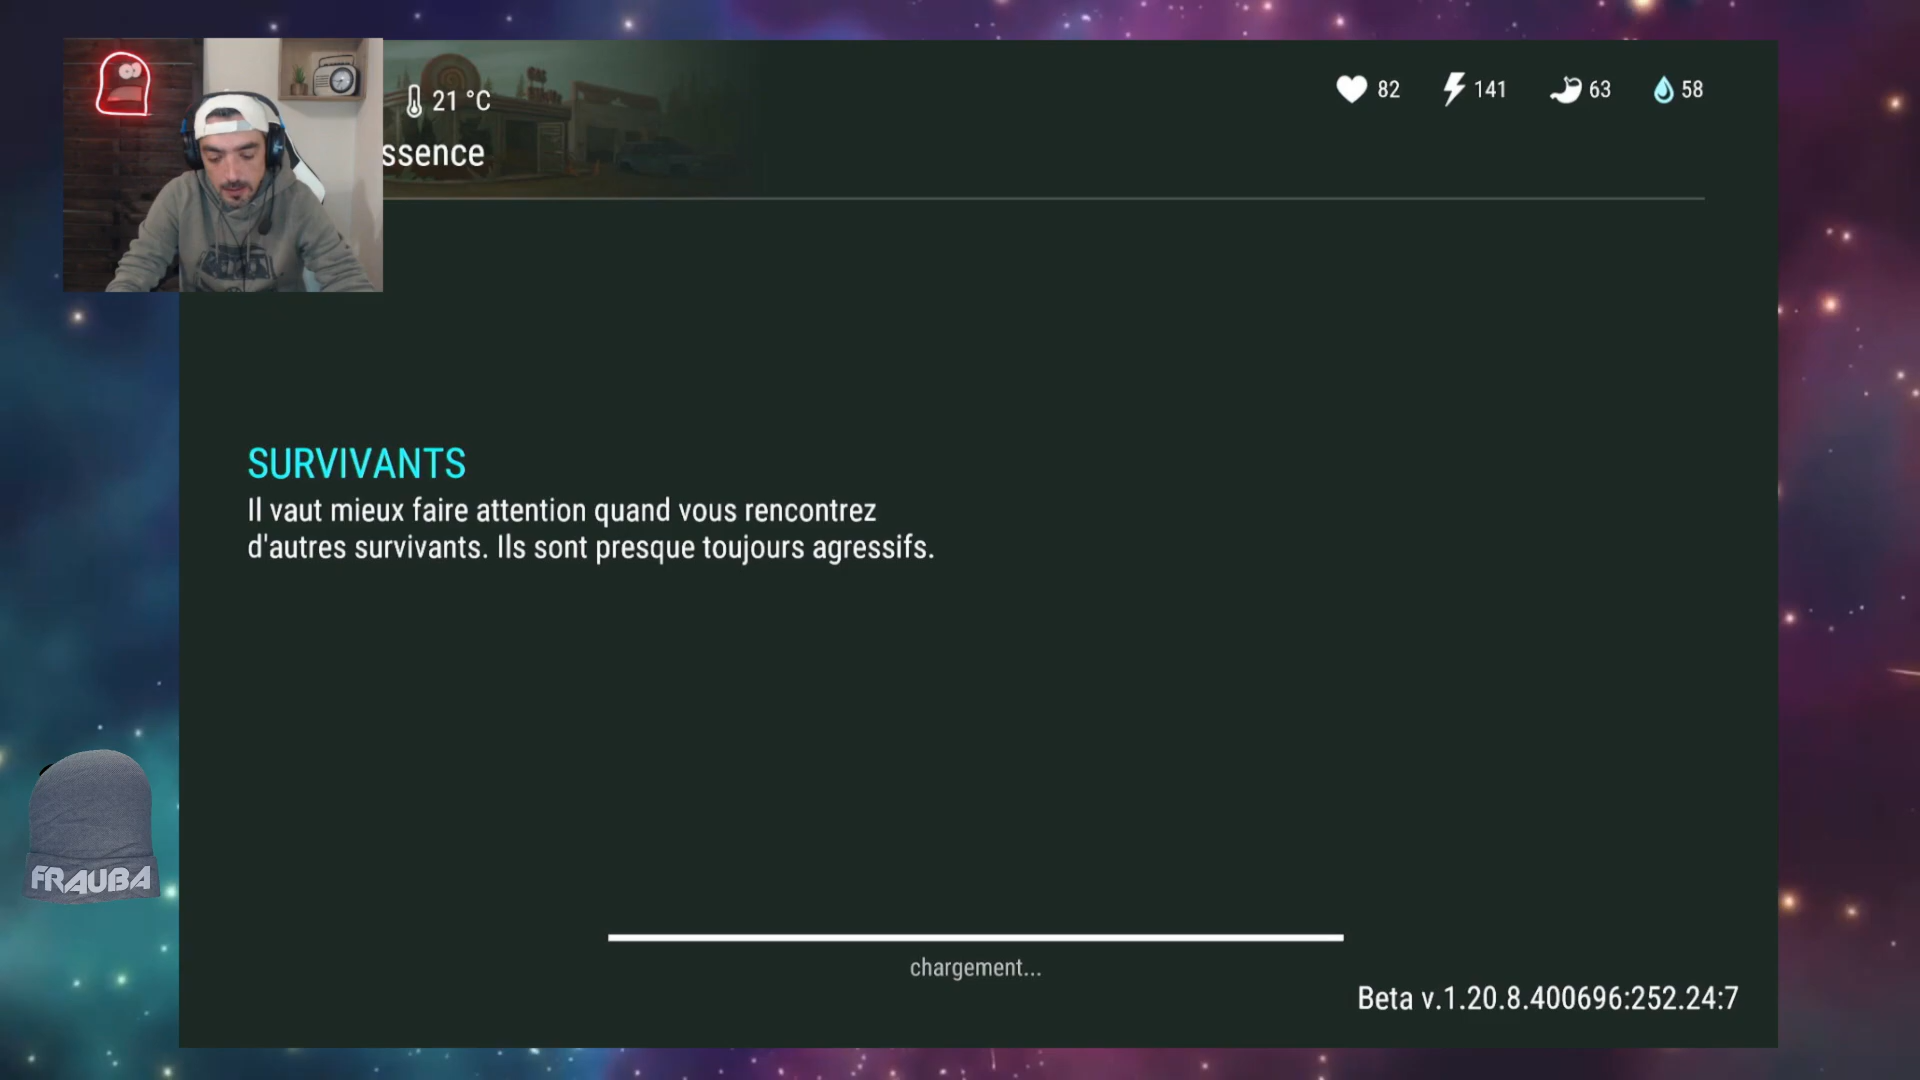 21 °C
82
141
63
58
ssence
SURVIVANTS
Il vaut mieux faire attention quand vous rencontrez
d'autres survivants. Ils sont presque toujours agressifs.
FRAUBA
chargement...
Beta v.1.20.8.400696:252.24:7